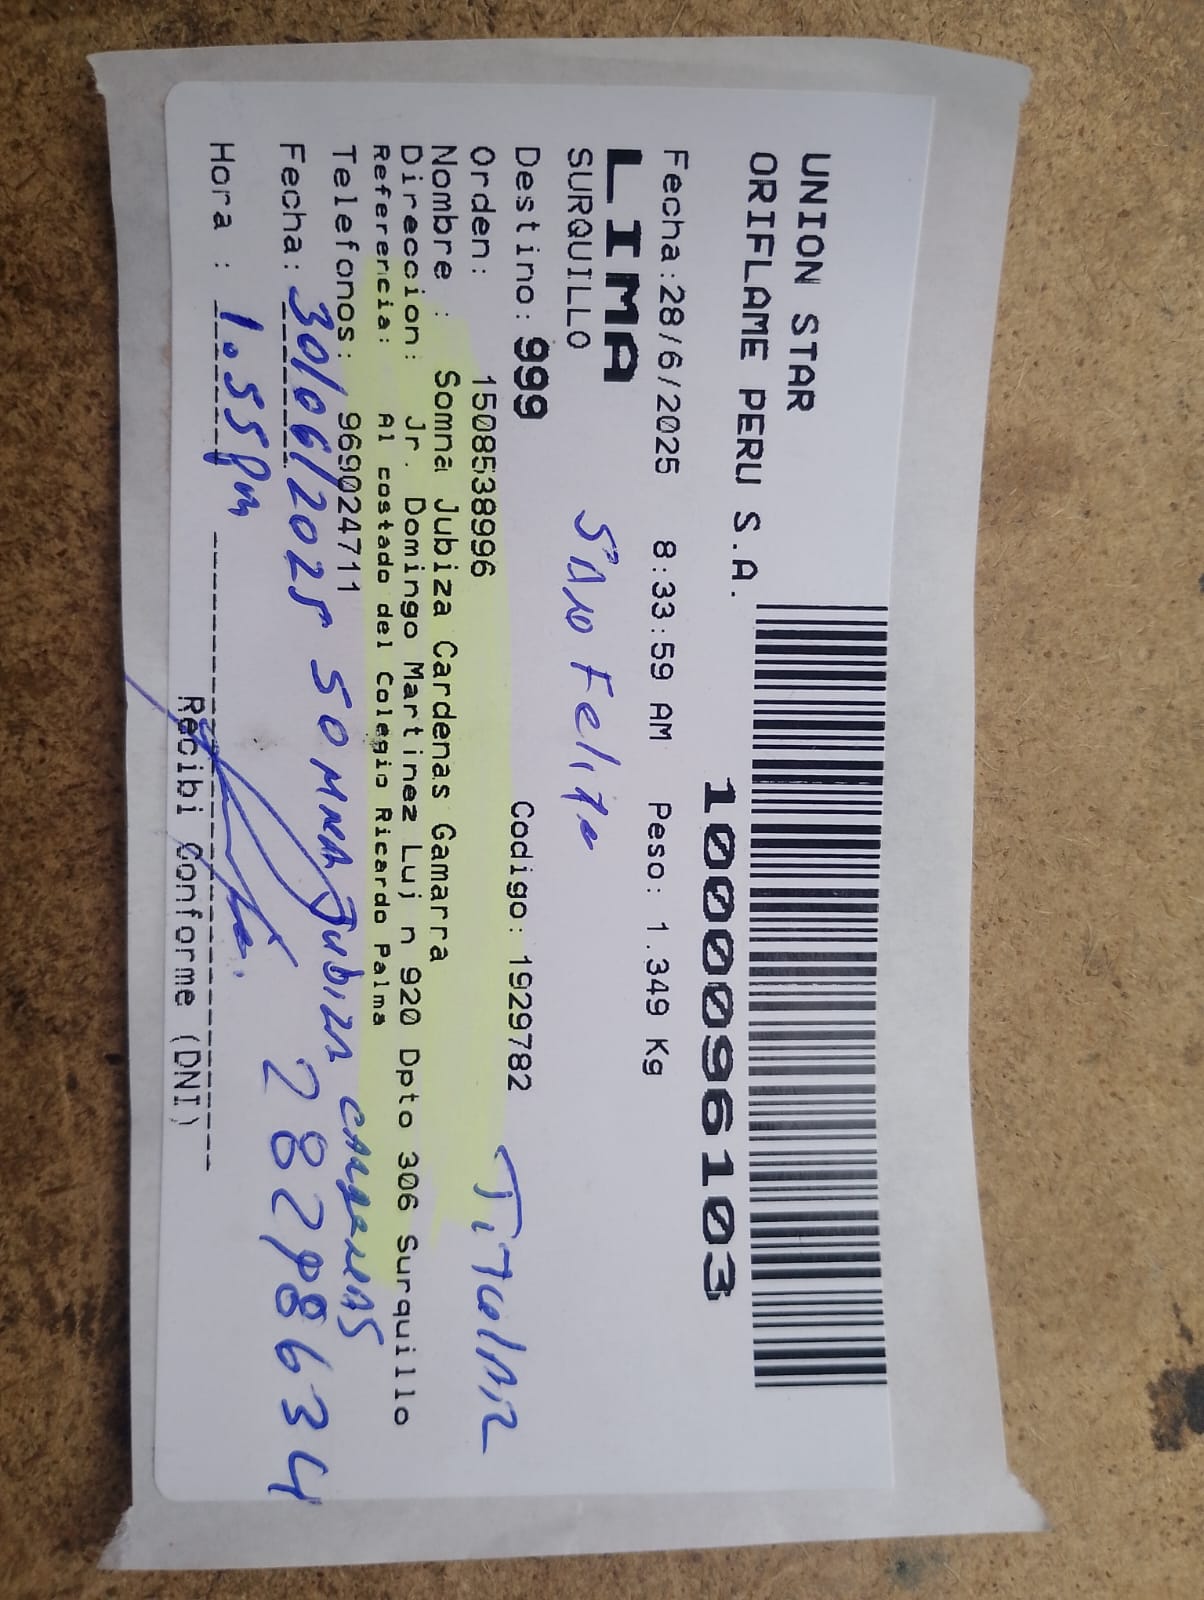 UNION STAR
ORIFLAME PERU S.A.
1000096103
Fecha:28/6/2025 8:33:59 AM Peso: 1.349 Kg
LIMA
SURQUILLO
San Felipe
Destino: 999 Codigo: 1929782
Orden: 1508538996 Titular
Nombre : Somna Jubiza Cardenas Gamarra
Direccion: Jr. Domingo Martinez Luj n 920 Dpto 306 Surquillo
Referencia: Al costado del Colegio Ricardo Palma
Telefonos: 969024711
Fecha: 30/06/2025 SOMNA Jubiza CARDENAS
Hora : 1.55 pm 28298634
Recibi Conforme (DNI)